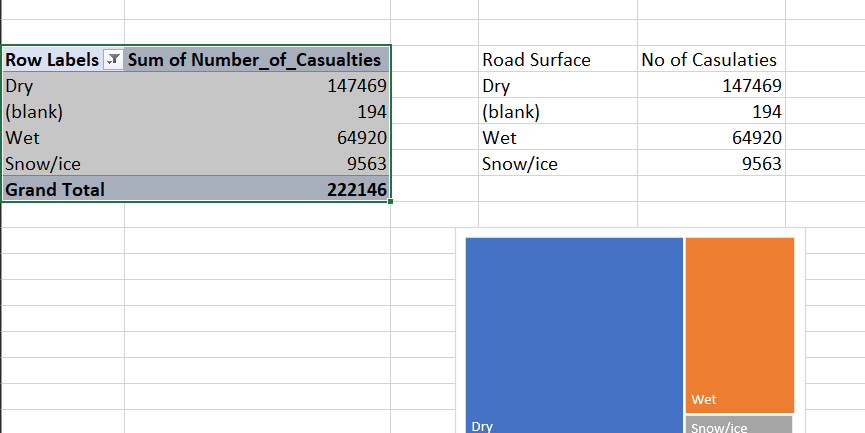 Row Labels Sum of Number_of_Casualties
Dry 147469
(blank) 194
Wet 64920
Snow/ice 9563
Grand Total 222146
Road Surface No of Casulaties
Dry 147469
(blank) 194
Wet 64920
Snow/ice 9563
Wet
Dry
Snow/ice